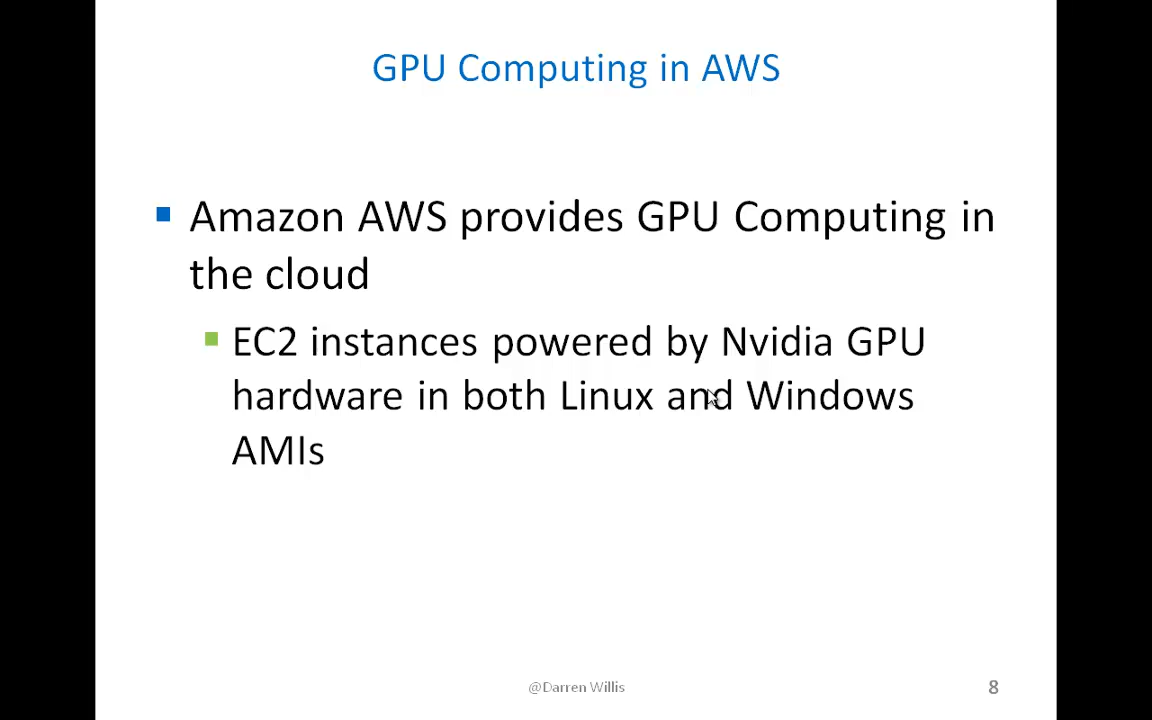 GPU Computing in AWS
Amazon AWS provides GPU Computing in
the cloud
EC2 instances powered by Nvidia GPU
hardware in both Linux and Windows
AMIs
@Darren Willis
8